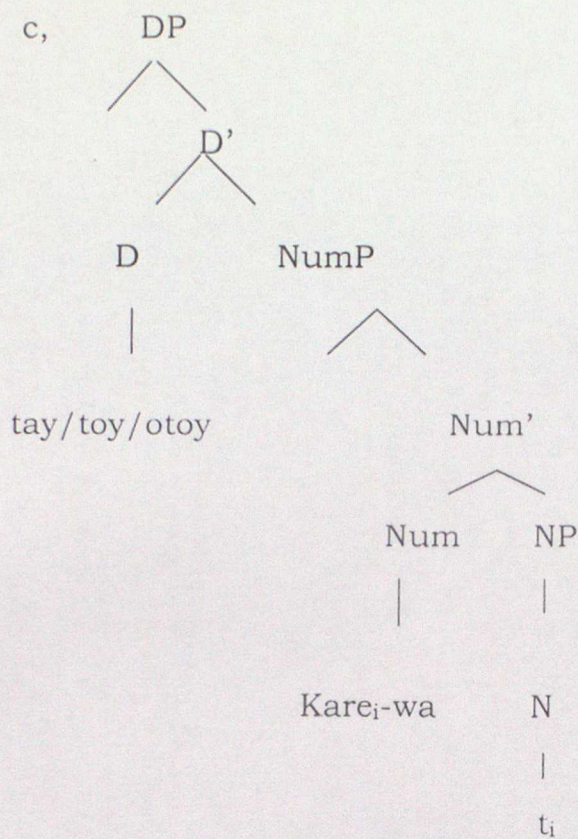 c, DP
D'
D NumP
tay/toy/otoy Num'
Num NP
Kareᵢ-wa N
tᵢ